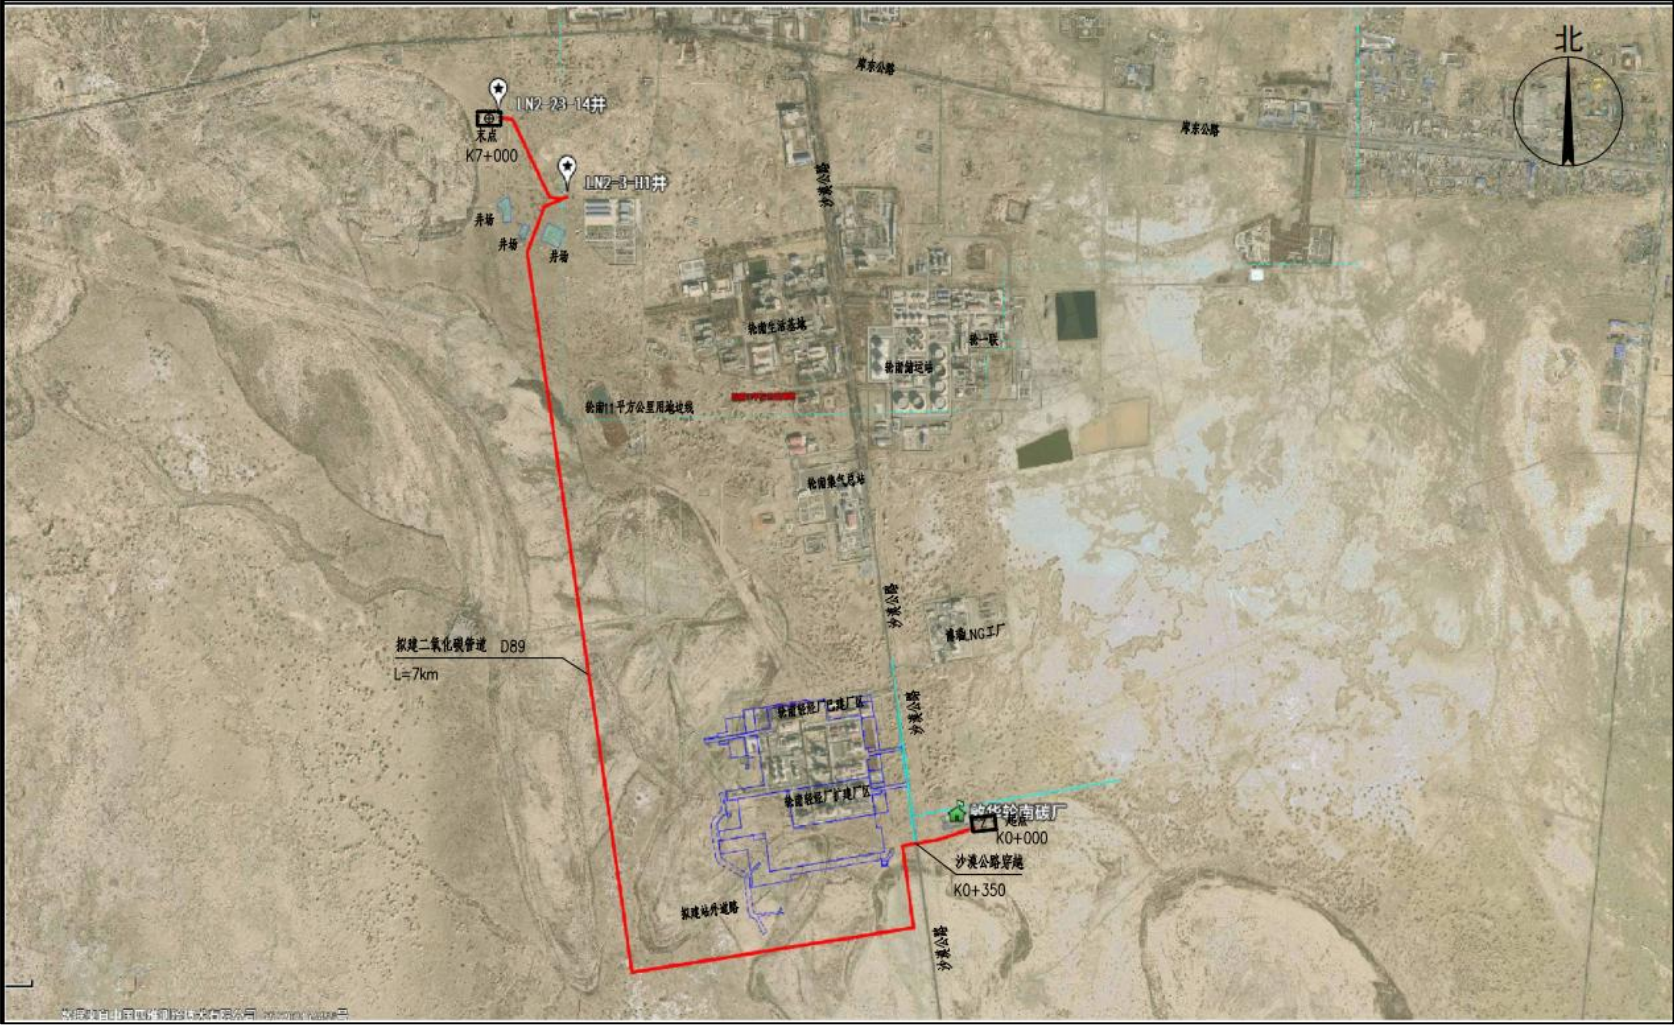 北
岸东公路
岸东公路
LN2-23-14井
末点
K7+000
LN2-3-H1井
沙漠公路
井场
井场
井场
轮南生活基地
轮一联
轮南储运站
轮南11平方公里用地边线
轮南集气总站
沙漠公路
LNG工厂
拟建二氧化碳管道 D89
L=7km
沙漠公路
轮南轻烃厂已建厂区
轮南轻烃厂扩建厂区
敏华轮南碳厂
起点
K0+000
沙漠公路穿越
K0+350
拟建站外道路
沙漠公路